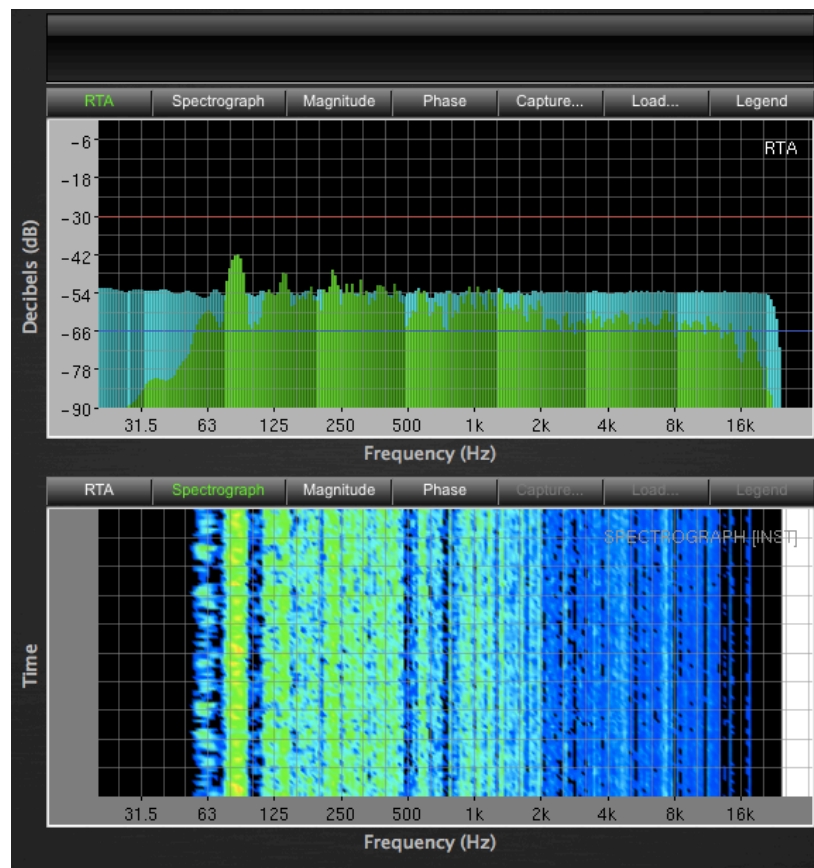 RTA Spectrograph Magnitude Phase Capture... Load... Legend
RTA
-6
-18
-30
-42
-54
-66
-78
-90
Decibels (dB)
31.5 63 125 250 500 1k 2k 4k 8k 16k
Frequency (Hz)
RTA Spectrograph Magnitude Phase Capture... Load... Legend
SPECTROGRAPH [INST]
Time
31.5 63 125 250 500 1k 2k 4k 8k 16k
Frequency (Hz)